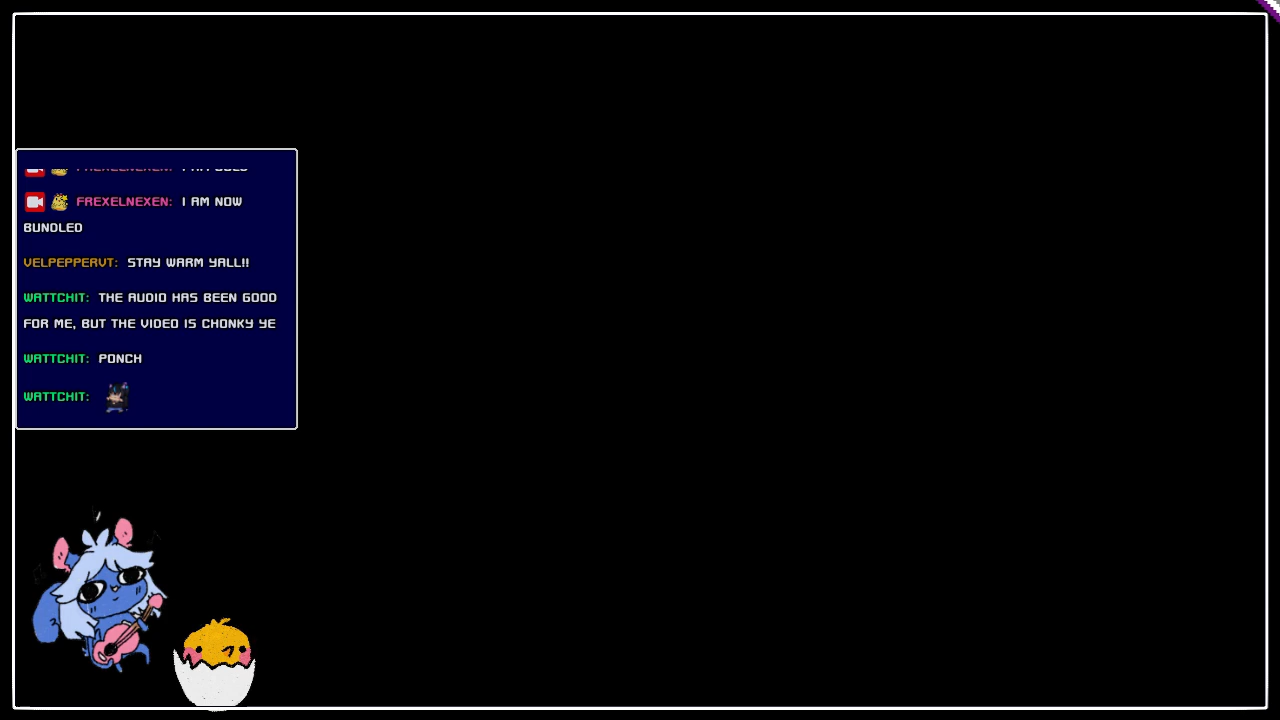 FREXELNEXEN: I AM NOW
BUNDLED
VELPEPPERVT: STAY WARM YALL!!
WATTCHIT: THE AUDIO HAS BEEN GOOD
FOR ME, BUT THE VIDEO IS CHONKY YE
WATTCHIT: PONCH
WATTCHIT: